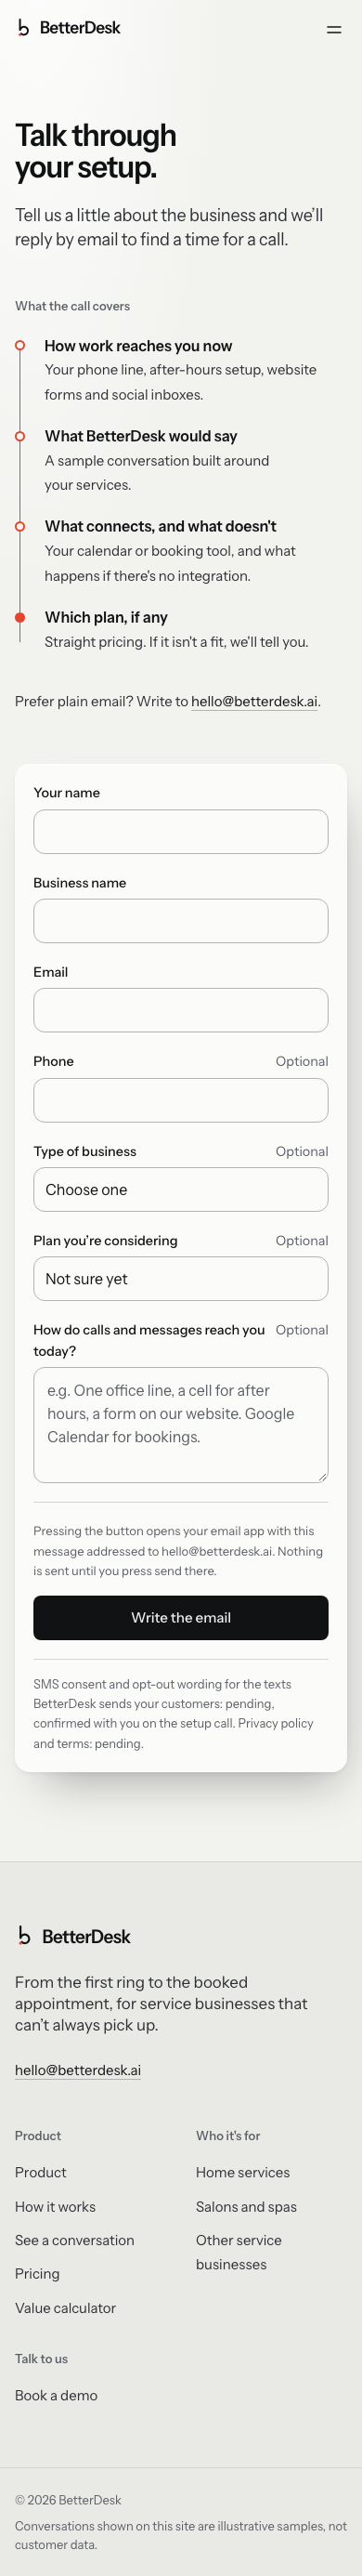 BetterDesk
Talk through
your setup.
Tell us a little about the business and we’ll
reply by email to find a time for a call.
What the call covers
How work reaches you now
Your phone line, after-hours setup, website
forms and social inboxes.
What BetterDesk would say
A sample conversation built around
your services.
What connects, and what doesn't
Your calendar or booking tool, and what
happens if there's no integration.
Which plan, if any
Straight pricing. If it isn't a fit, we'll tell you.
Prefer plain email? Write to hello@betterdesk.ai.
Your name
Business name
Email
Phone Optional
Type of business Optional
Choose one
Plan you’re considering Optional
Not sure yet
How do calls and messages reach you Optional
today?
e.g. One office line, a cell for after
hours, a form on our website. Google
Calendar for bookings.
Pressing the button opens your email app with this
message addressed to hello@betterdesk.ai. Nothing
is sent until you press send there.
Write the email
SMS consent and opt-out wording for the texts
BetterDesk sends your customers: pending,
confirmed with you on the setup call. Privacy policy
and terms: pending.
BetterDesk
From the first ring to the booked
appointment, for service businesses that
can’t always pick up.
hello@betterdesk.ai
Product
Product
How it works
See a conversation
Pricing
Value calculator
Who it's for
Home services
Salons and spas
Other service
businesses
Talk to us
Book a demo
© 2026 BetterDesk
Conversations shown on this site are illustrative samples, not
customer data.